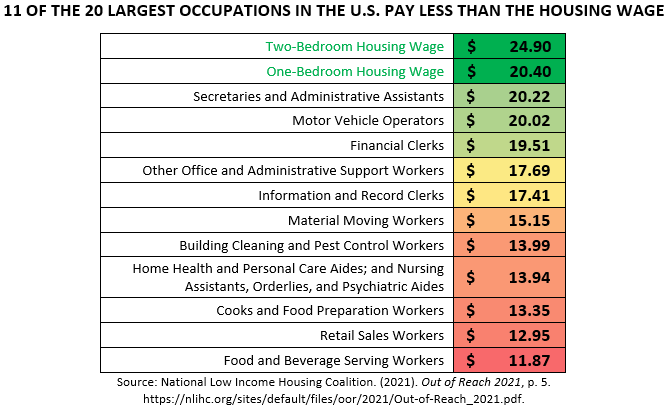 11 OF THE 20 LARGEST OCCUPATIONS IN THE U.S. PAY LESS THAN THE HOUSING WAGE
Two-Bedroom Housing Wage $ 24.90
One-Bedroom Housing Wage $ 20.40
Secretaries and Administrative Assistants $ 20.22
Motor Vehicle Operators $ 20.02
Financial Clerks $ 19.51
Other Office and Administrative Support Workers $ 17.69
Information and Record Clerks $ 17.41
Material Moving Workers $ 15.15
Building Cleaning and Pest Control Workers $ 13.99
Home Health and Personal Care Aides; and Nursing
Assistants, Orderlies, and Psychiatric Aides $ 13.94
Cooks and Food Preparation Workers $ 13.35
Retail Sales Workers $ 12.95
Food and Beverage Serving Workers $ 11.87
Source: National Low Income Housing Coalition. (2021). Out of Reach 2021, p. 5.
https://nlihc.org/sites/default/files/oor/2021/Out-of-Reach_2021.pdf.